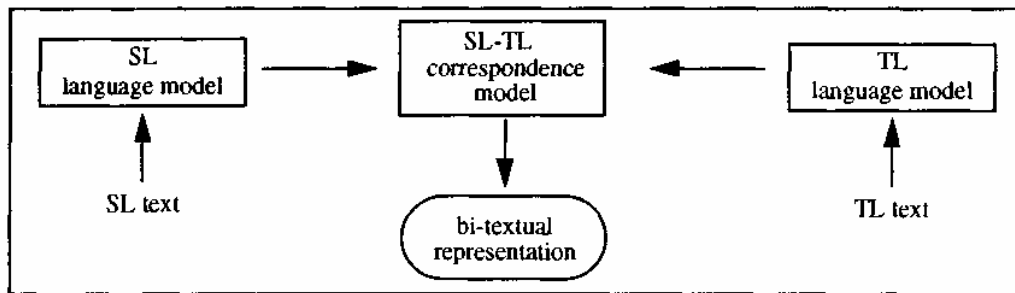 SL
language model
SL-TL
correspondence
model
TL
language model
SL text
TL text
bi-textual
representation